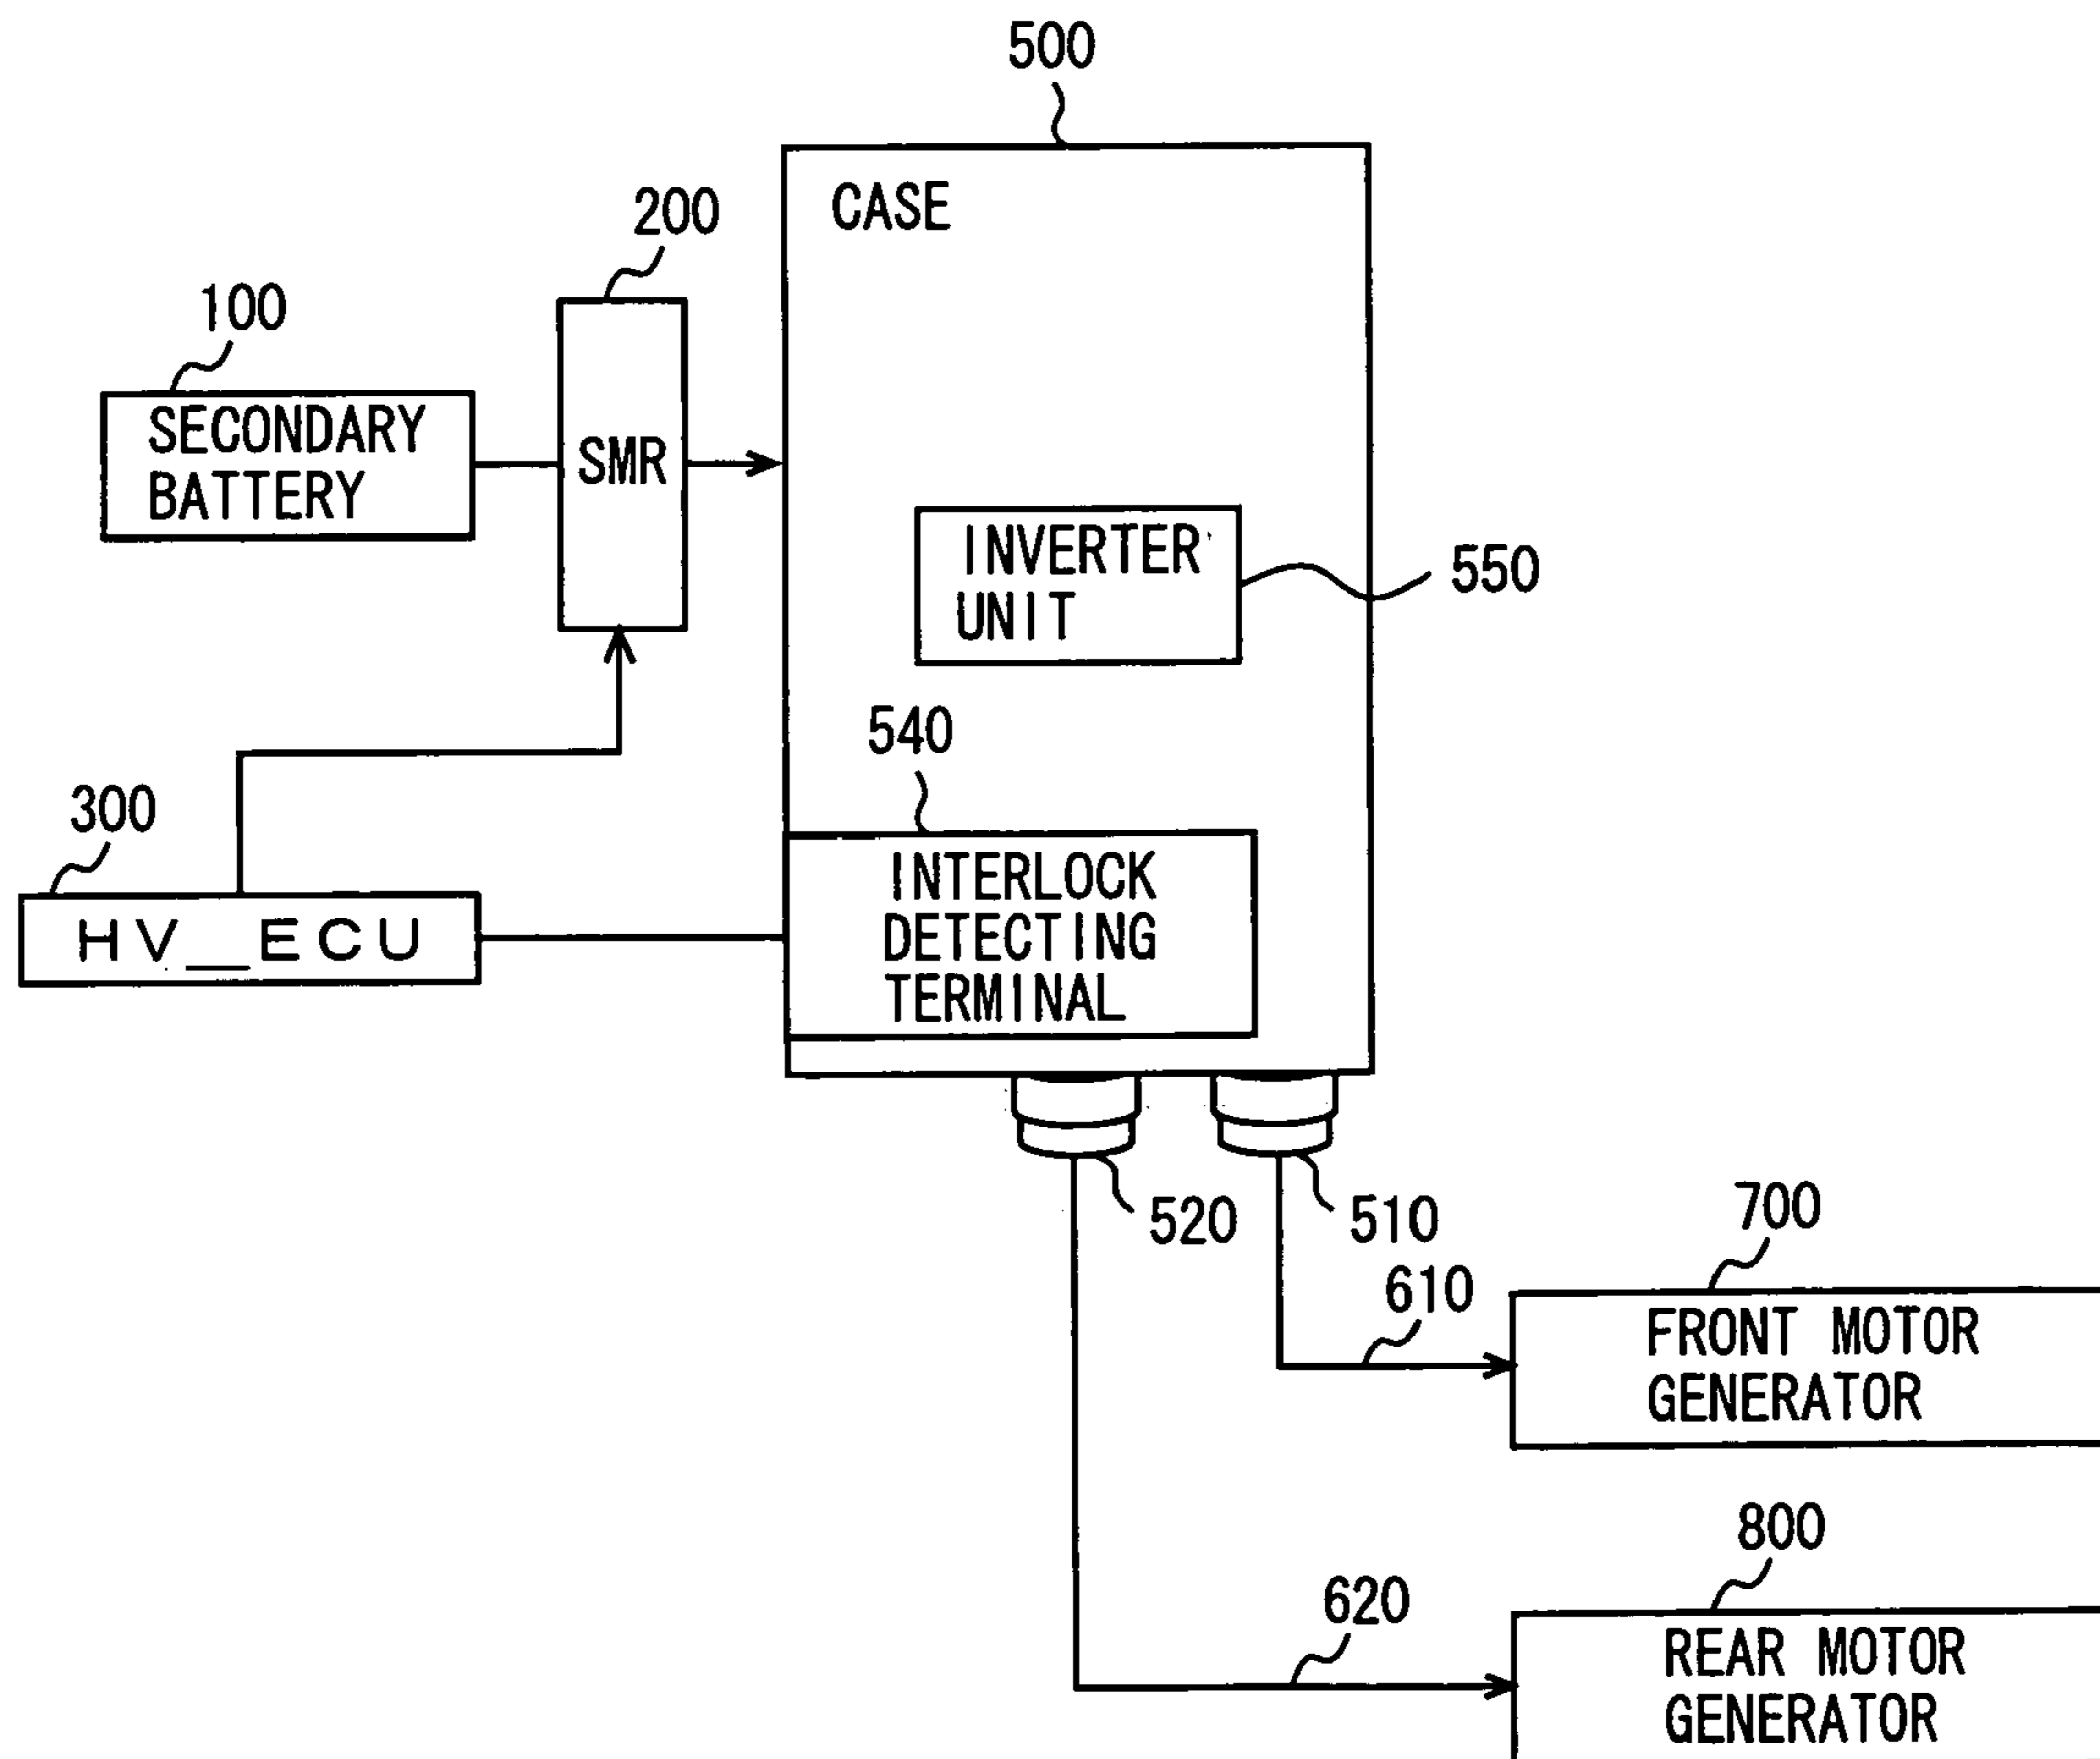 500
CASE
200
100
SECONDARY
BATTERY
SMR
INVERTER
UNIT
550
540
300
INTERLOCK
DETECTING
TERMINAL
HV_ECU
520
510
700
610
FRONT MOTOR
GENERATOR
800
620
REAR MOTOR
GENERATOR